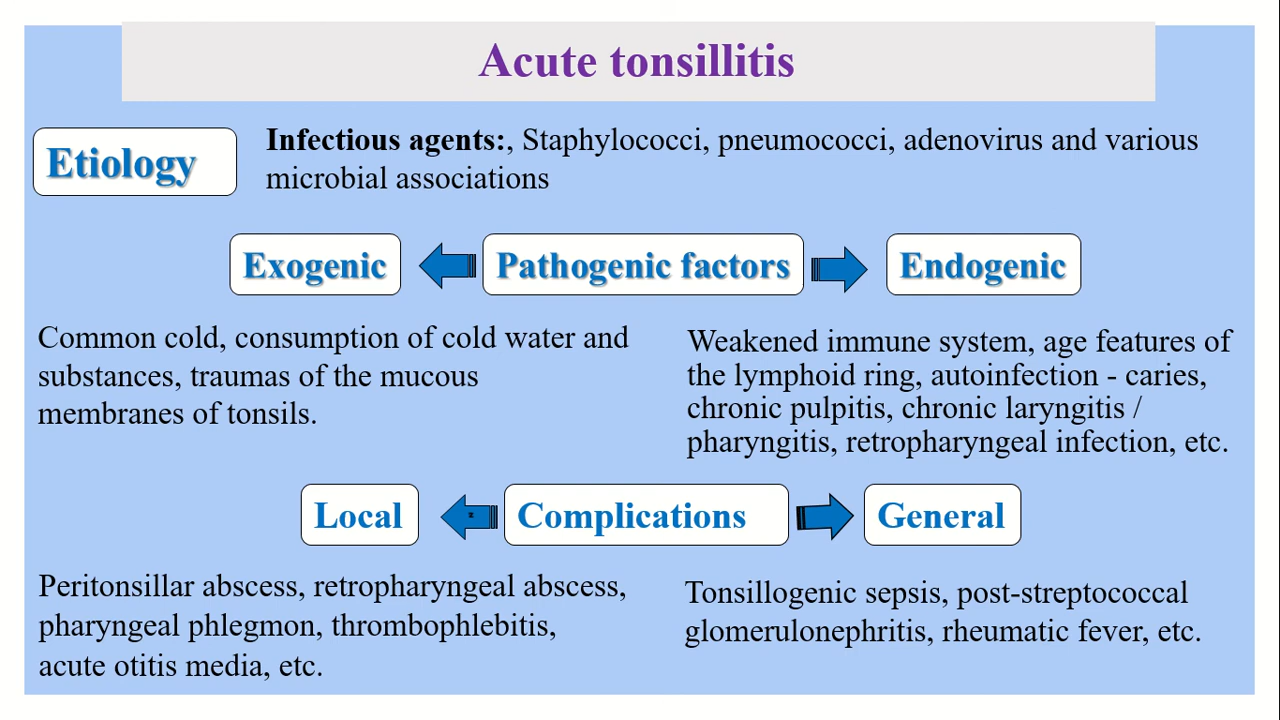 Acute tonsillitis
Etiology
Infectious agents:, Staphylococci, pneumococci, adenovirus and various
microbial associations
Exogenic
Pathogenic factors
Endogenic
Common cold, consumption of cold water and
substances, traumas of the mucous
membranes of tonsils.
Weakened immune system, age features of
the lymphoid ring, autoinfection - caries,
chronic pulpitis, chronic laryngitis /
pharyngitis, retropharyngeal infection, etc.
Local
Complications
General
Peritonsillar abscess, retropharyngeal abscess,
pharyngeal phlegmon, thrombophlebitis,
acute otitis media, etc.
Tonsillogenic sepsis, post-streptococcal
glomerulonephritis, rheumatic fever, etc.